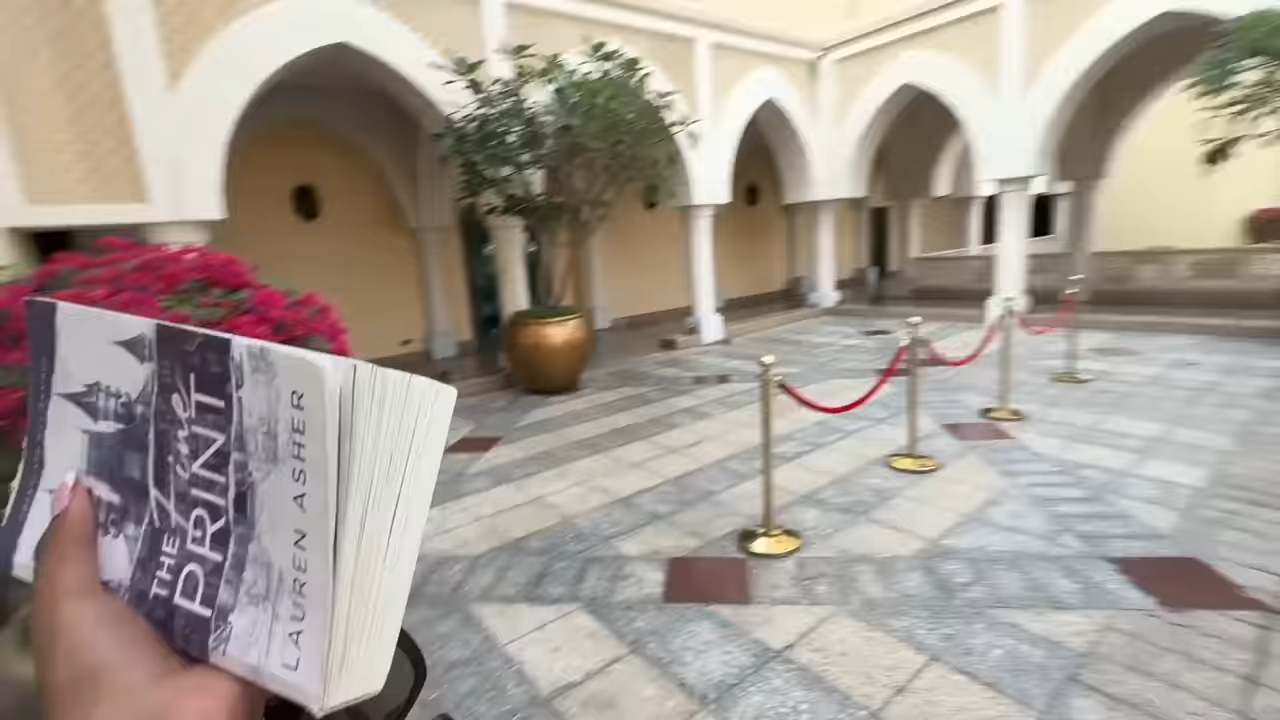 THE
Fine
PRINT
LAUREN ASHER